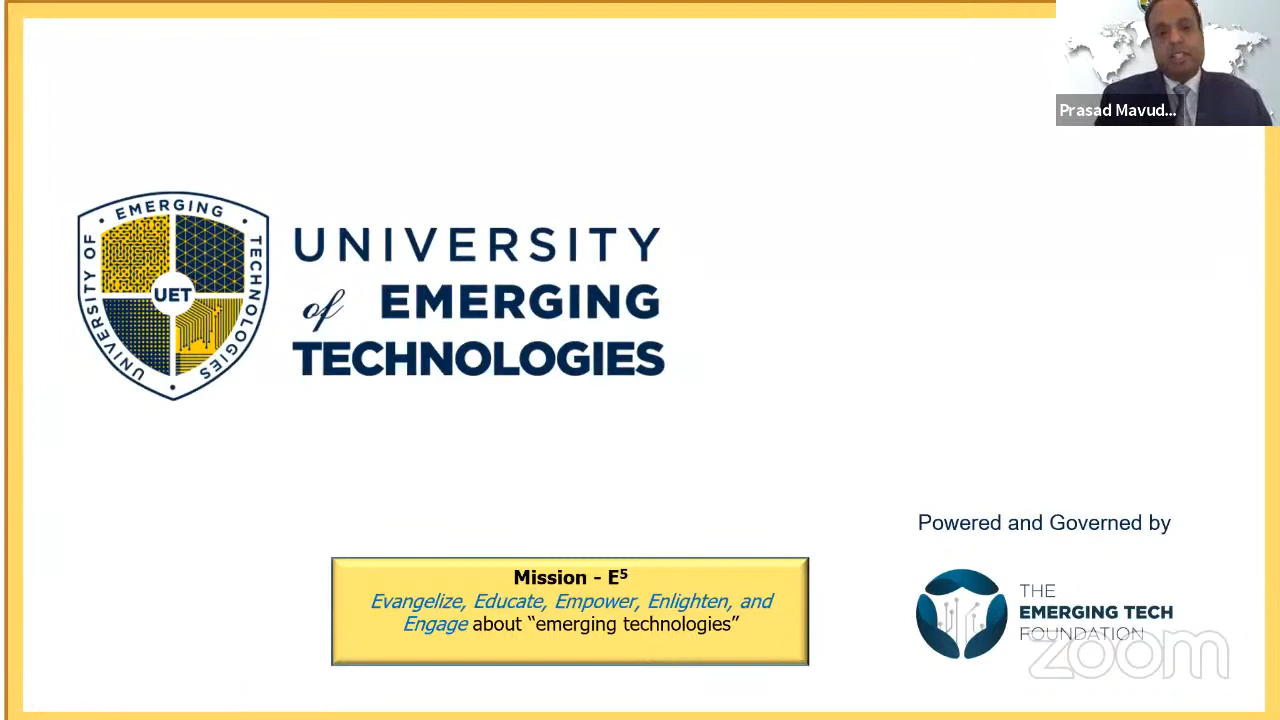 Prasad Mavud...
UNIVERSITY OF EMERGING TECHNOLOGIES
UET
UNIVERSITY
of EMERGING
TECHNOLOGIES
Powered and Governed by
Mission - E⁵
Evangelize, Educate, Empower, Enlighten, and
Engage about “emerging technologies”
THE
EMERGING TECH
FOUNDATION
zoom